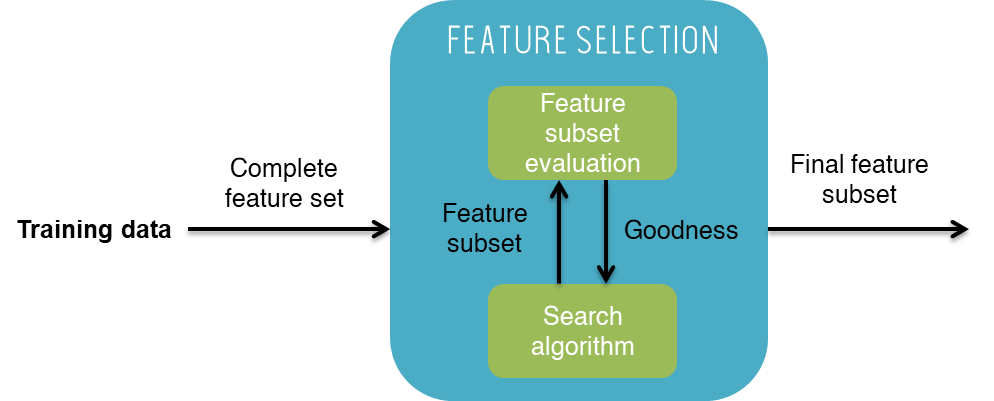 FEATURE SELECTION
Feature
subset
evaluation
Complete
feature set
Final feature
subset
Training data
Feature
subset
Goodness
Search
algorithm